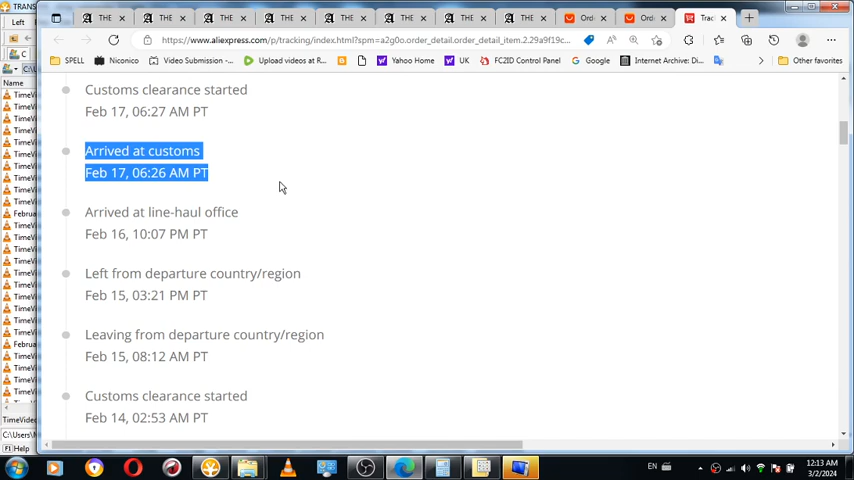 THE
THE
THE
THE
THE
THE
THE
THE
Ord
Ord
Trac
Left
https://www.aliexpress.com/p/tracking/index.html?spm=a2g0o.order_detail.order_detail_item.2.29a9f19c...
SPELL
Niconico
Video Submission -...
Upload videos at R...
Yahoo Home
UK
FC2ID Control Panel
Google
Internet Archive: Di...
Other favorites
Name
Customs clearance started
Feb 17, 06:27 AM PT
Arrived at customs
Feb 17, 06:26 AM PT
Arrived at line-haul office
Feb 16, 10:07 PM PT
Left from departure country/region
Feb 15, 03:21 PM PT
Leaving from departure country/region
Feb 15, 08:12 AM PT
Customs clearance started
Feb 14, 02:53 AM PT
F1 Help
EN
12:13 AM
3/2/2024